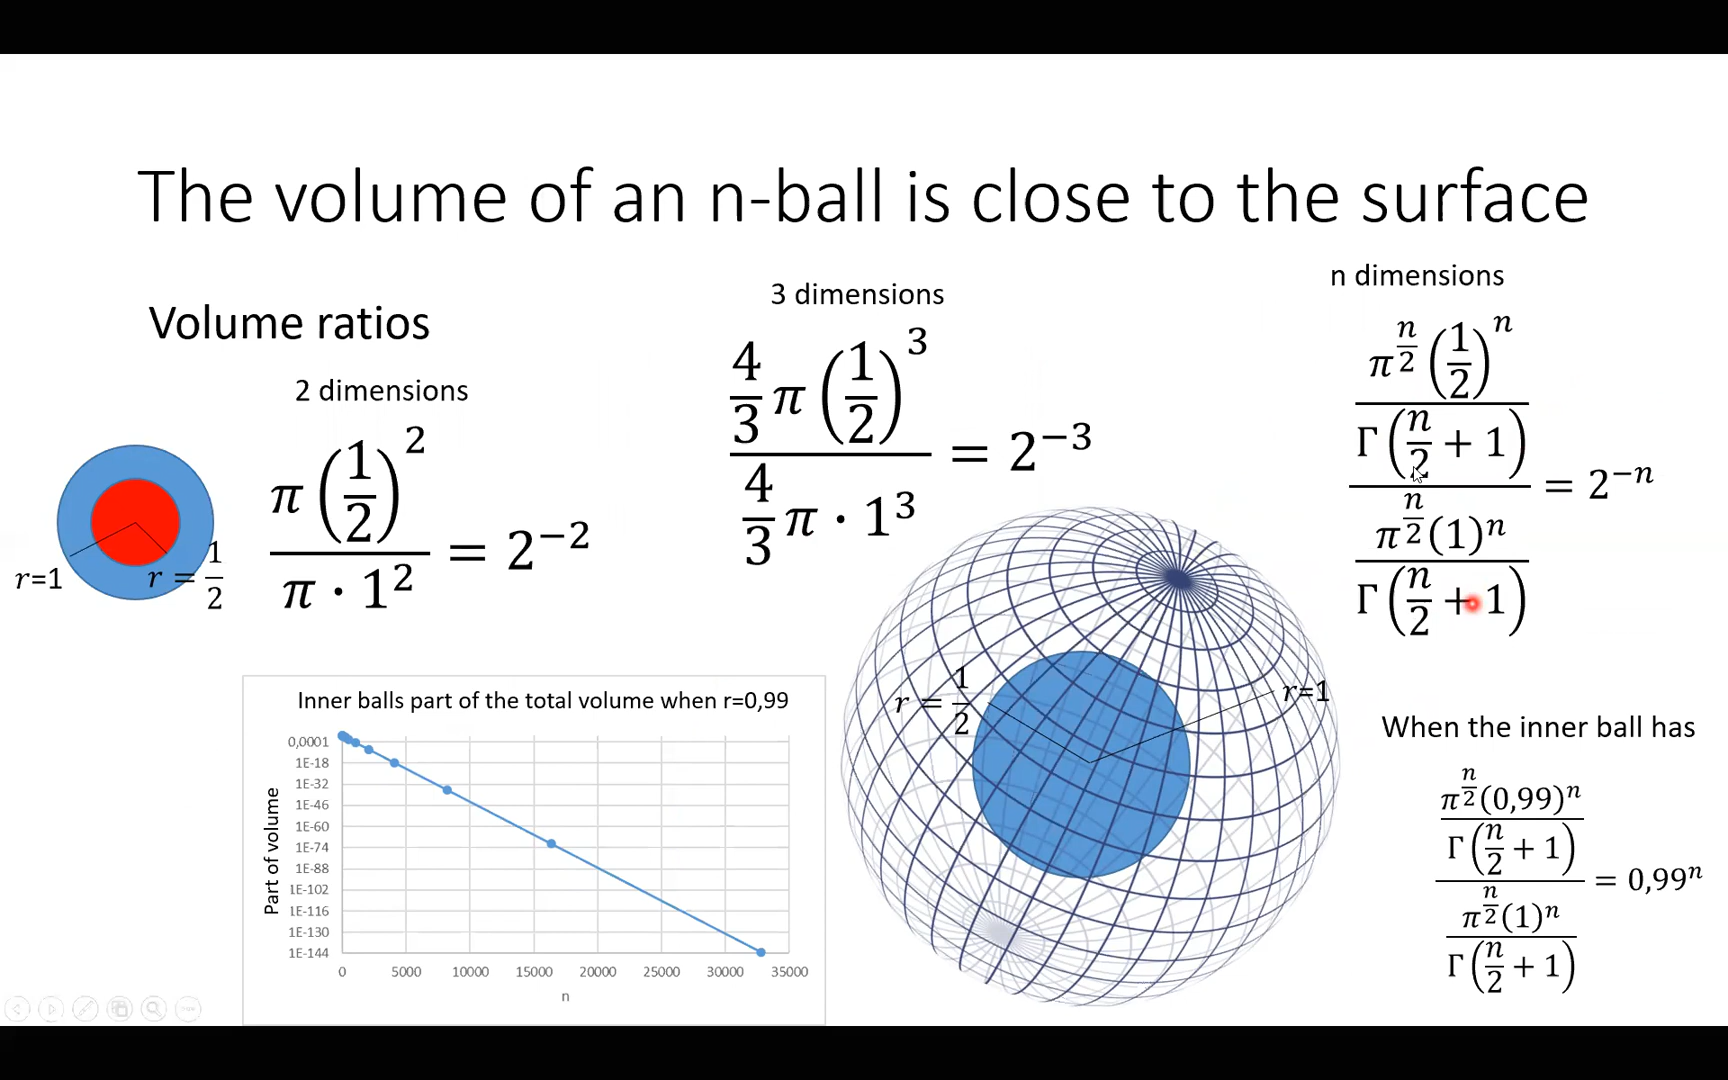 The volume of an n-ball is close to the surface
Volume ratios
2 dimensions
r=1
r = 1/2
π(1/2)^2 / π · 1^2 = 2^−2
3 dimensions
4/3 π(1/2)^3 / 4/3 π · 1^3 = 2^−3
r = 1/2
r=1
n dimensions
π^(n/2) (1/2)^n / Γ(n/2 + 1) / π^(n/2) (1)^n / Γ(n/2 + 1) = 2^−n
When the inner ball has
π^(n/2) (0,99)^n / Γ(n/2 + 1) / π^(n/2) (1)^n / Γ(n/2 + 1) = 0,99^n
Inner balls part of the total volume when r=0,99
Part of volume
0,0001
1E-18
1E-32
1E-46
1E-60
1E-74
1E-88
1E-102
1E-116
1E-130
1E-144
0 5000 10000 15000 20000 25000 30000 35000
n